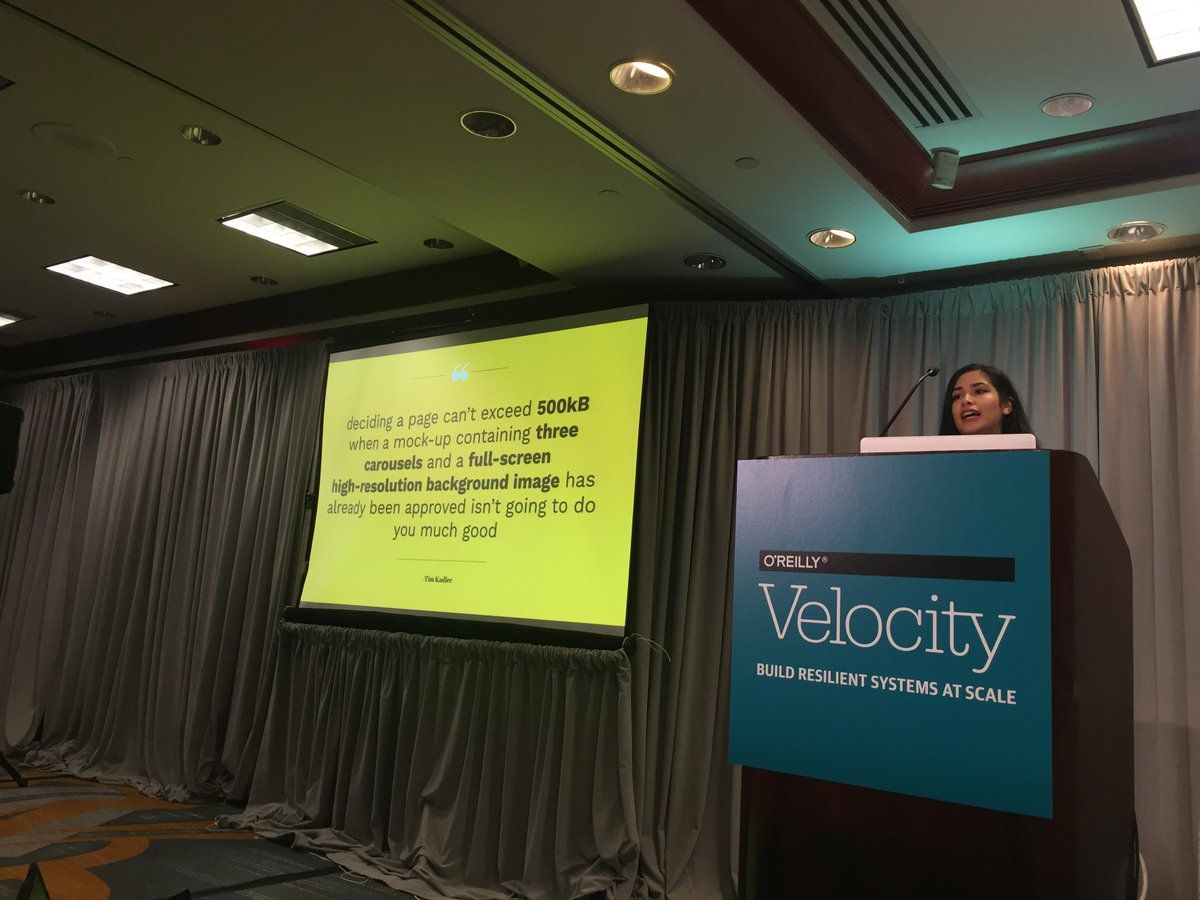 “
deciding a page can't exceed 500kB
when a mock-up containing three
carousels and a full-screen
high-resolution background image has
already been approved isn't going to do
you much good
-Tim Kadlec
O'REILLY®
Velocity
BUILD RESILIENT SYSTEMS AT SCALE